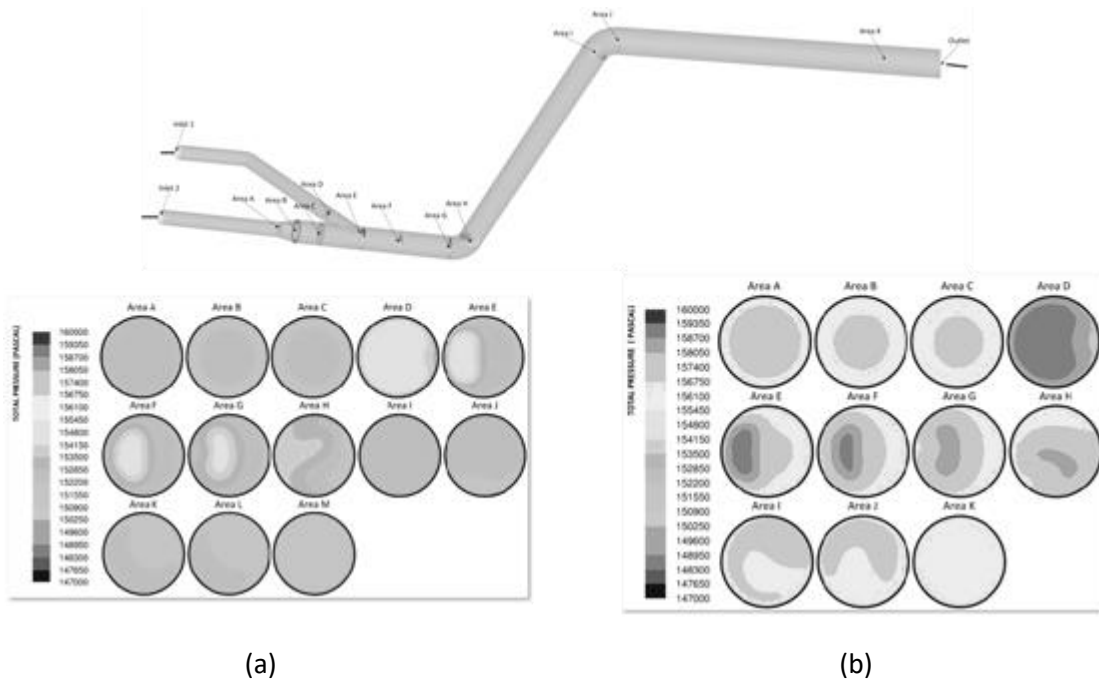 Area J
Area I
Area K
Outlet
Inlet 1
Inlet 2
Area D
Area A
Area B
Area C
Area E
Area F
Area H
Area G
TOTAL PRESSURE (PASCAL)
160000
159350
158700
158050
157400
156750
156100
155450
154800
154150
153500
152850
152200
151550
150900
150250
149600
148950
148300
147650
147000
Area A Area B Area C Area D Area E
Area F Area G Area H Area I Area J
Area K Area L Area M
TOTAL PRESSURE ( PASCAL)
160000
159350
158700
158050
157400
156750
156100
155450
154800
154150
153500
152850
152200
151550
150900
150250
149600
148950
148300
147650
147000
Area A Area B Area C Area D
Area E Area F Area G Area H
Area I Area J Area K
(a) (b)